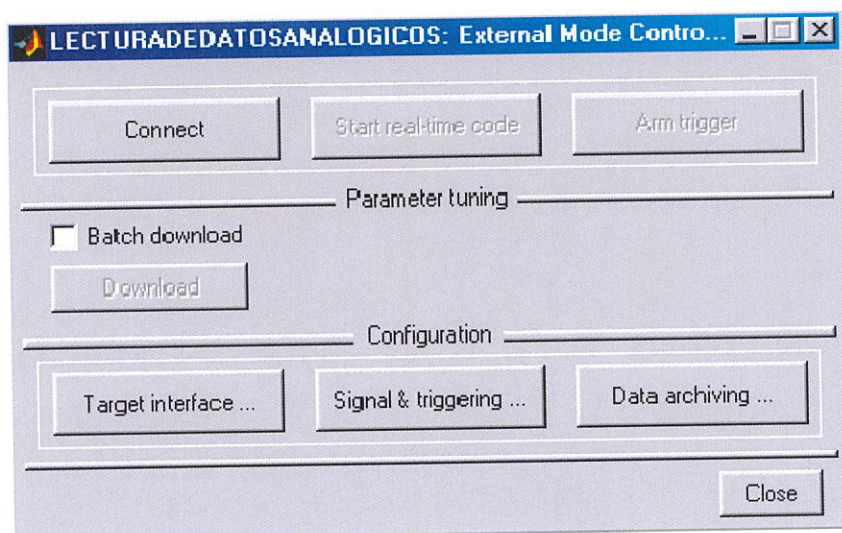 LECTURADEDATOSANALOGICOS: External Mode Contro...
Connect
Start real-time code
Arm trigger
Parameter tuning
Batch download
Download
Configuration
Target interface ...
Signal & triggering ...
Data archiving ...
Close